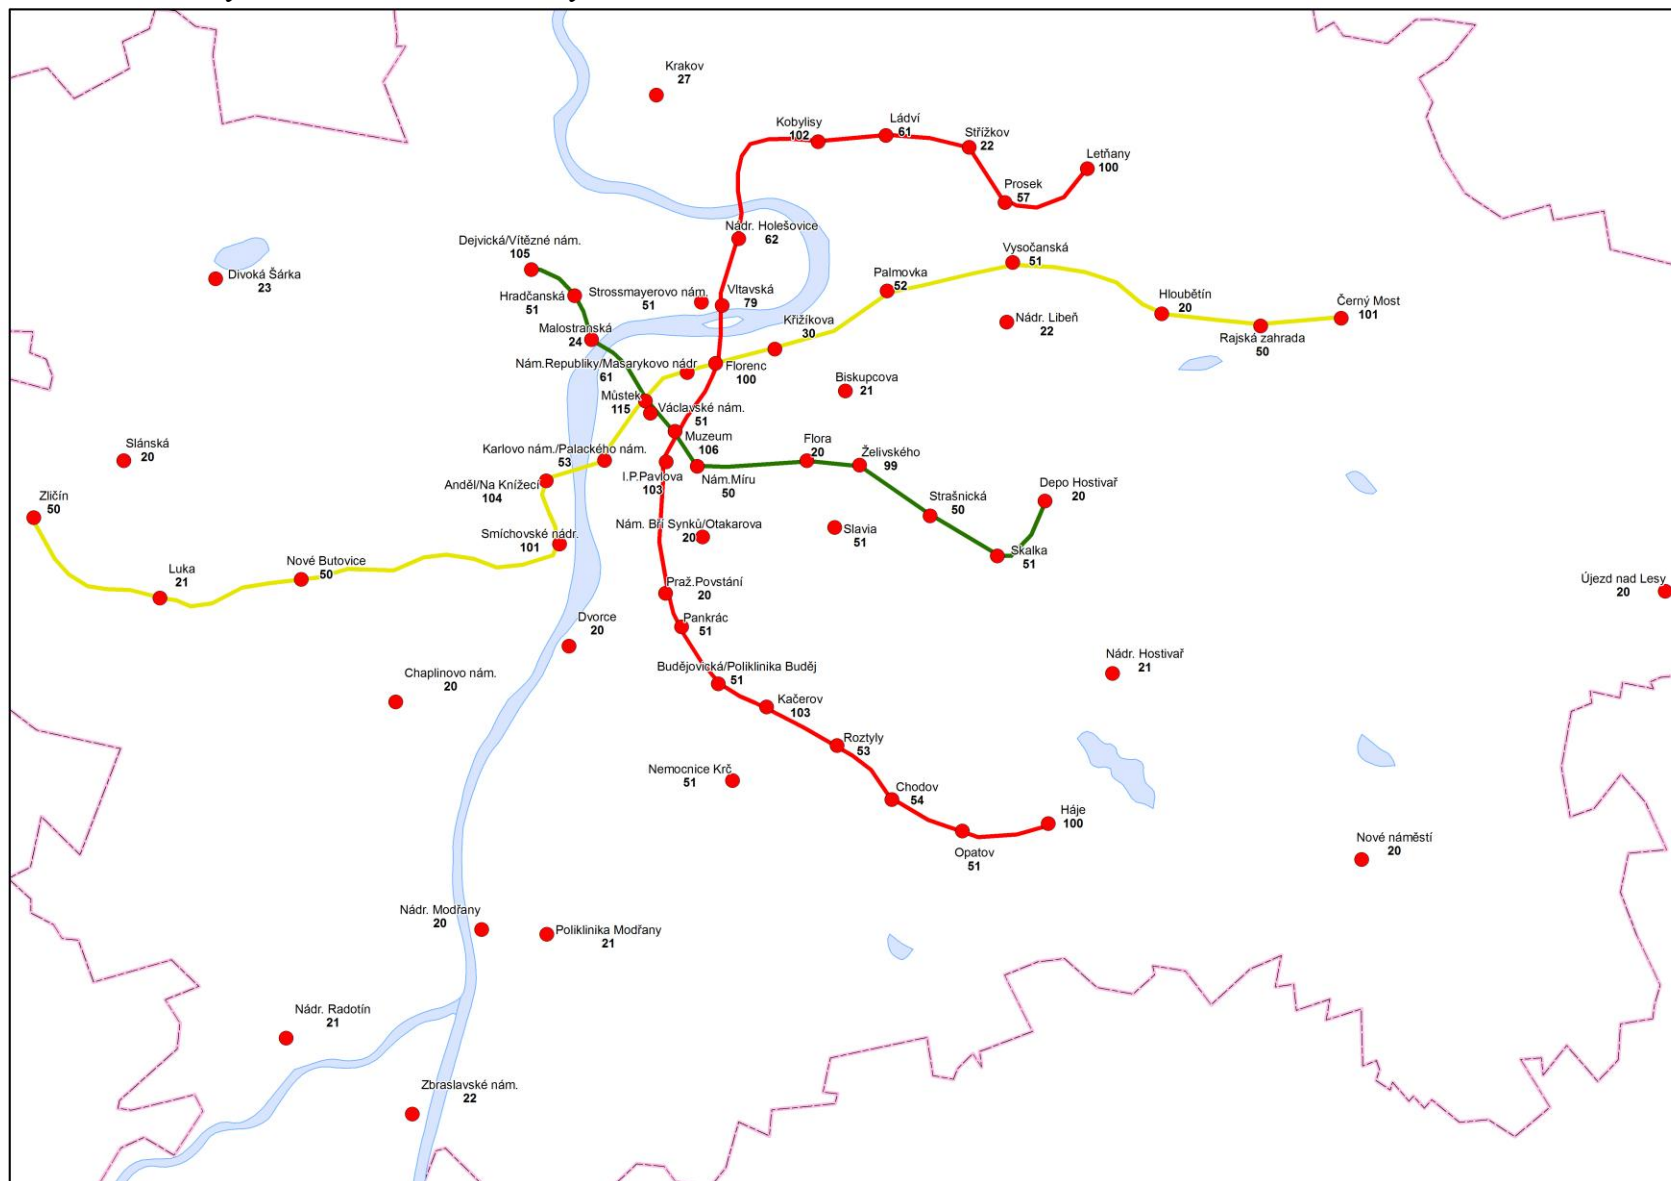 Krakov
27
Kobylisy
102
Ládví
61
Střížkov
22
Letňany
100
Prosek
57
Nádr. Holešovice
62
Dejvická/Vítězné nám.
105
Divoká Šárka
23
Hradčanská
51
Strossmayerovo nám.
51
Vltavská
79
Palmovka
52
Vysočanská
51
Malostranská
24
Křižíkova
30
Nádr. Libeň
22
Hloubětín
20
Černý Most
101
Rajská zahrada
50
Nám.Republiky/Masarykovo nádr.
61
Florenc
100
Biskupcova
21
Můstek
115
Václavské nám.
51
Muzeum
106
Slánská
20
Karlovo nám./Palackého nám.
53
Flora
20
Želivského
99
Anděl/Na Knížecí
104
I.P.Pavlova
103
Nám.Míru
50
Zličín
50
Strašnická
50
Depo Hostivař
20
Smíchovské nádr.
101
Nám. Bří Synků/Otakarova
20
Slavia
51
Skalka
51
Luka
21
Nové Butovice
50
Praž.Povstání
20
Újezd nad Lesy
20
Dvorce
20
Pankrác
51
Chaplinovo nám.
20
Budějovická/Poliklinika Buděj
51
Nádr. Hostivař
21
Kačerov
103
Roztyly
53
Nemocnice Krč
51
Chodov
54
Háje
100
Opatov
51
Nové náměstí
20
Nádr. Modřany
20
Poliklinika Modřany
21
Nádr. Radotín
21
Zbraslavské nám.
22